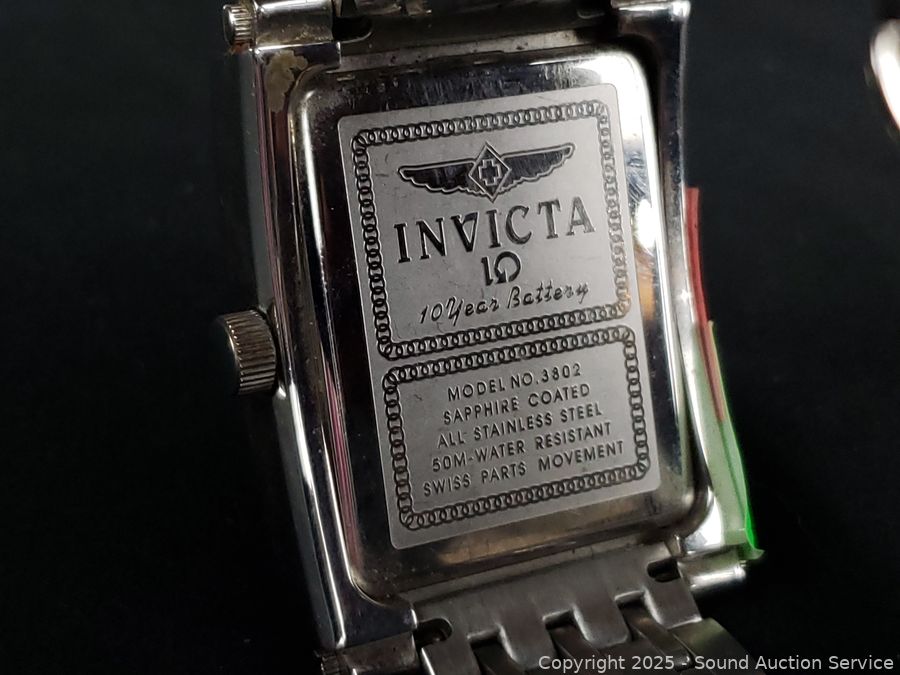 INVICTA
10
10 Year Battery
MODEL NO. 3802
SAPPHIRE COATED
ALL STAINLESS STEEL
50M-WATER RESISTANT
SWISS PARTS MOVEMENT
Copyright © 2025 - Sound Auction Service